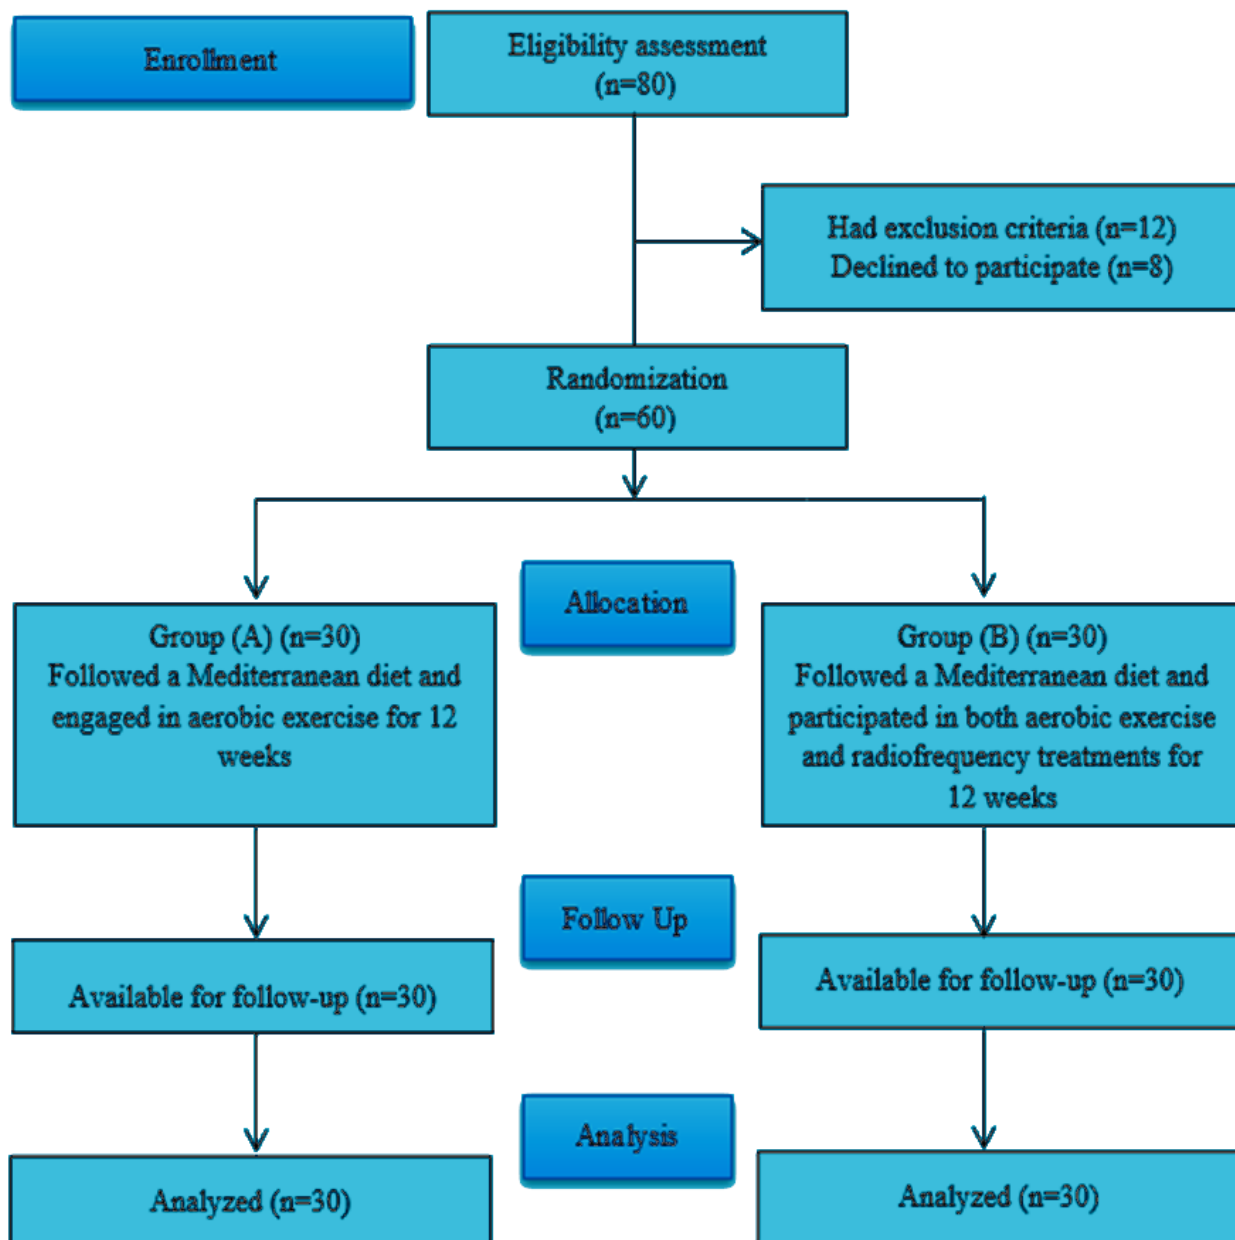 Enrollment
Eligibility assessment
(n=80)
Had exclusion criteria (n=12)
Declined to participate (n=8)
Randomization
(n=60)
Allocation
Group (A) (n=30)
Followed a Mediterranean diet and
engaged in aerobic exercise for 12
weeks
Group (B) (n=30)
Followed a Mediterranean diet and
participated in both aerobic exercise
and radiofrequency treatments for
12 weeks
Follow Up
Available for follow-up (n=30)
Available for follow-up (n=30)
Analysis
Analyzed (n=30)
Analyzed (n=30)